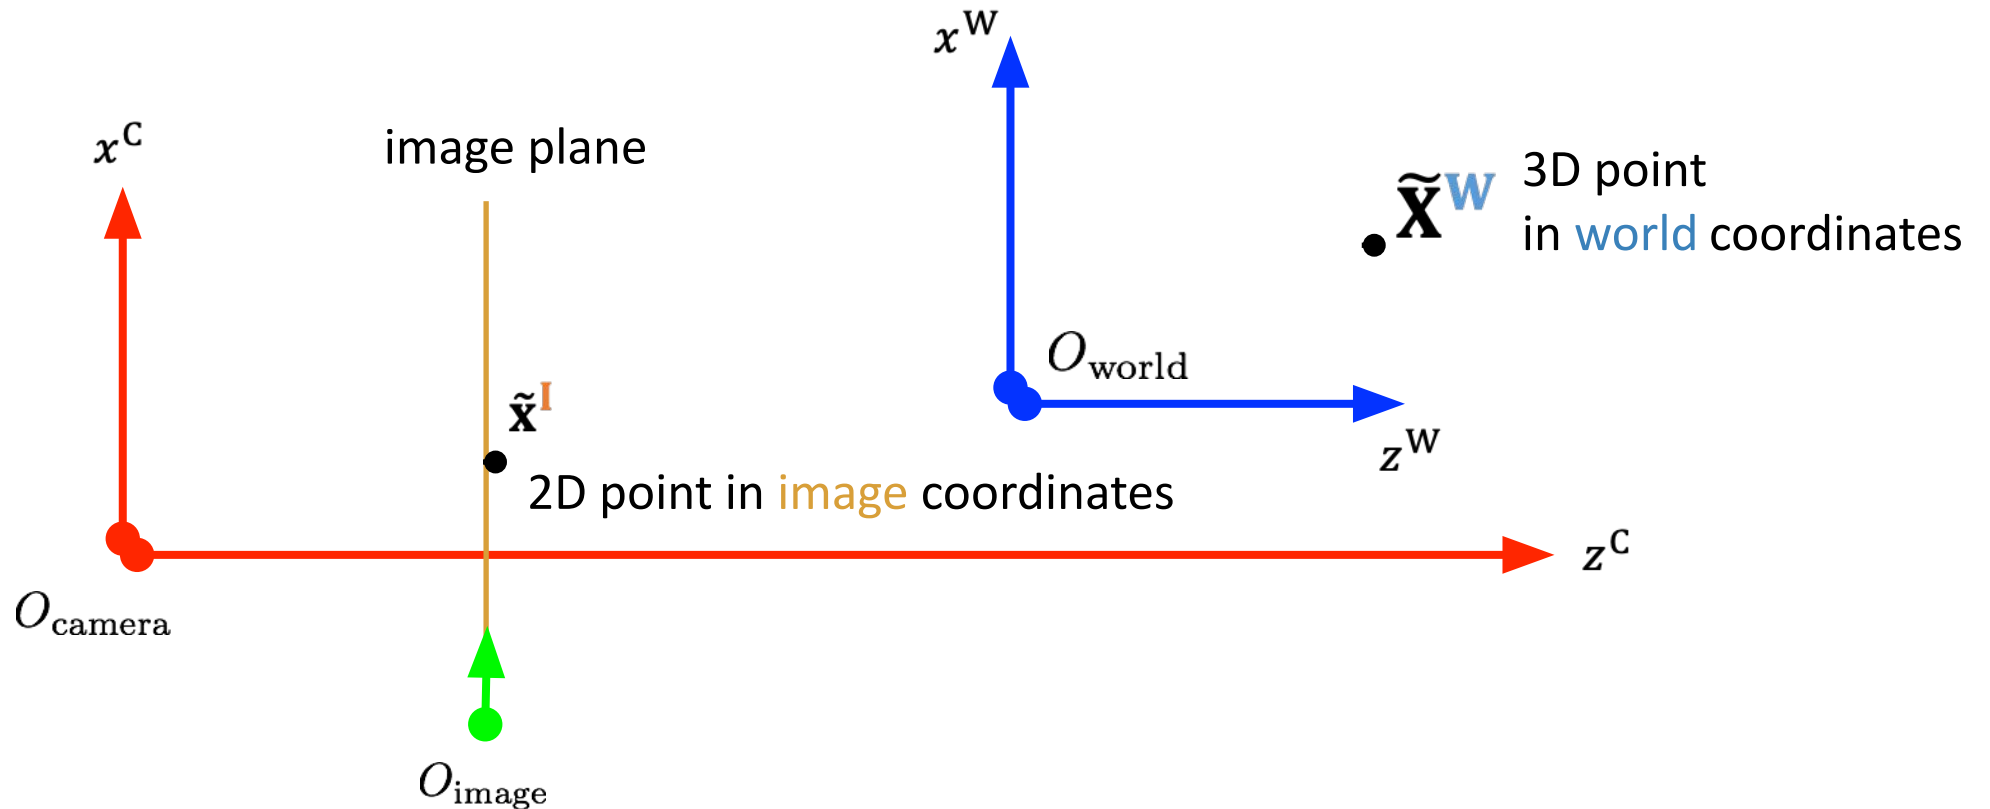 x^W
x^C
image plane
X̃^W
3D point
in world coordinates
O_world
x̃^I
z^W
2D point in image coordinates
z^C
O_camera
O_image